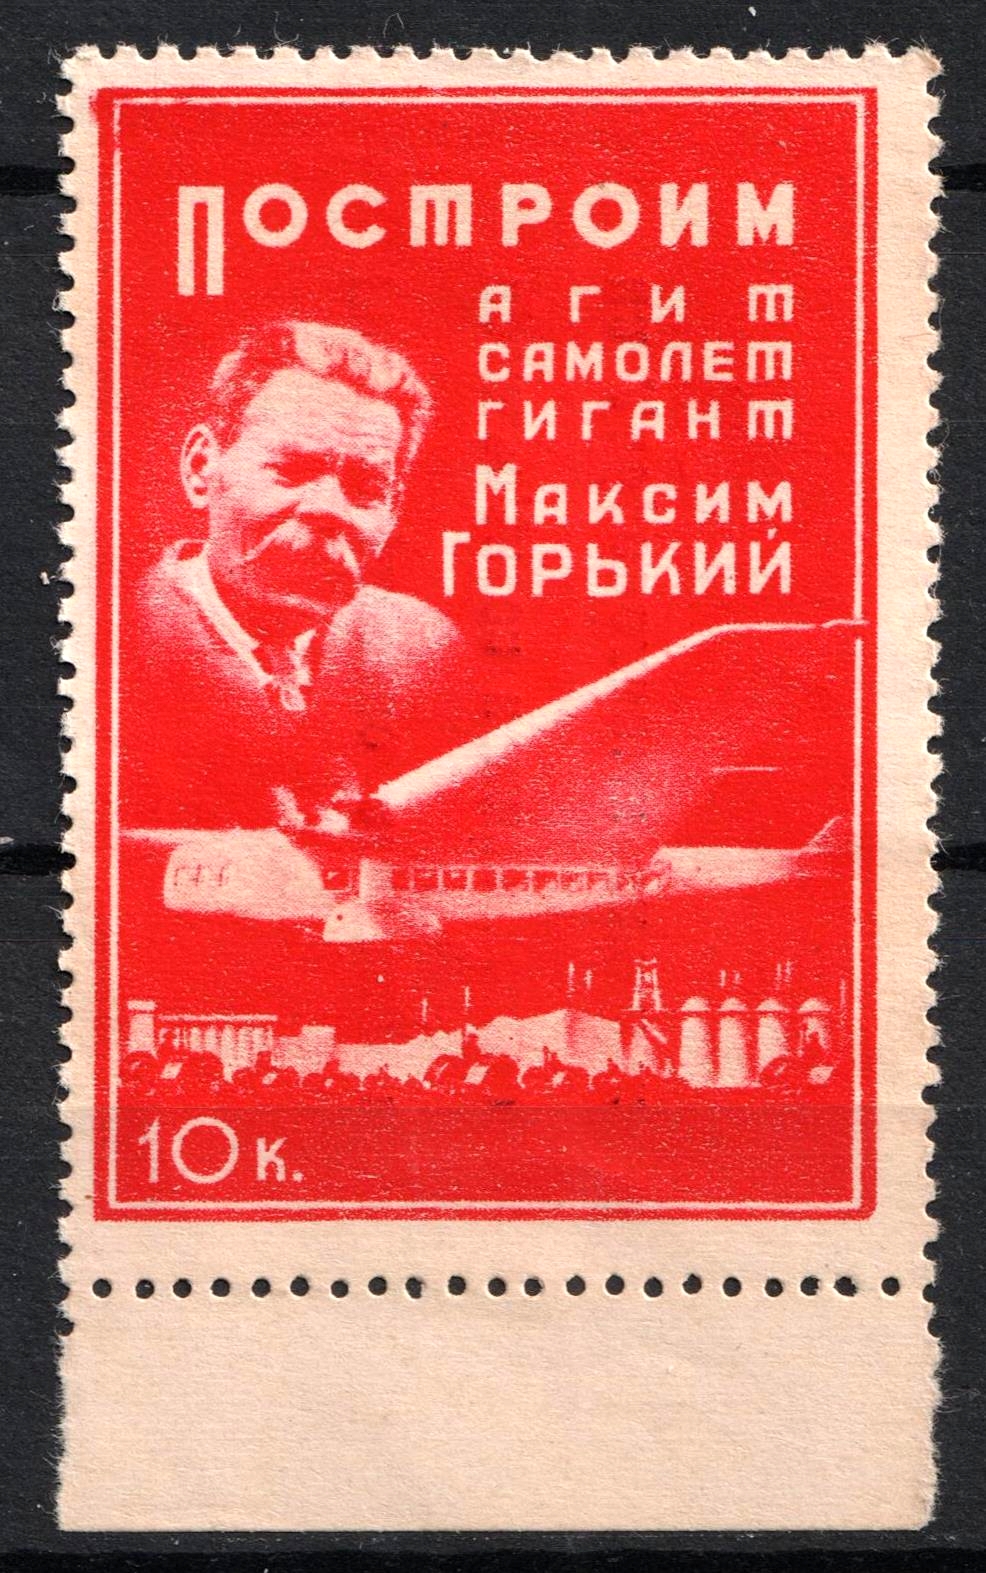 ПОСТРОИМ
АГИТ
САМОЛЕТ
ГИГАНТ
МАКСИМ
ГОРЬКИЙ
10 к.